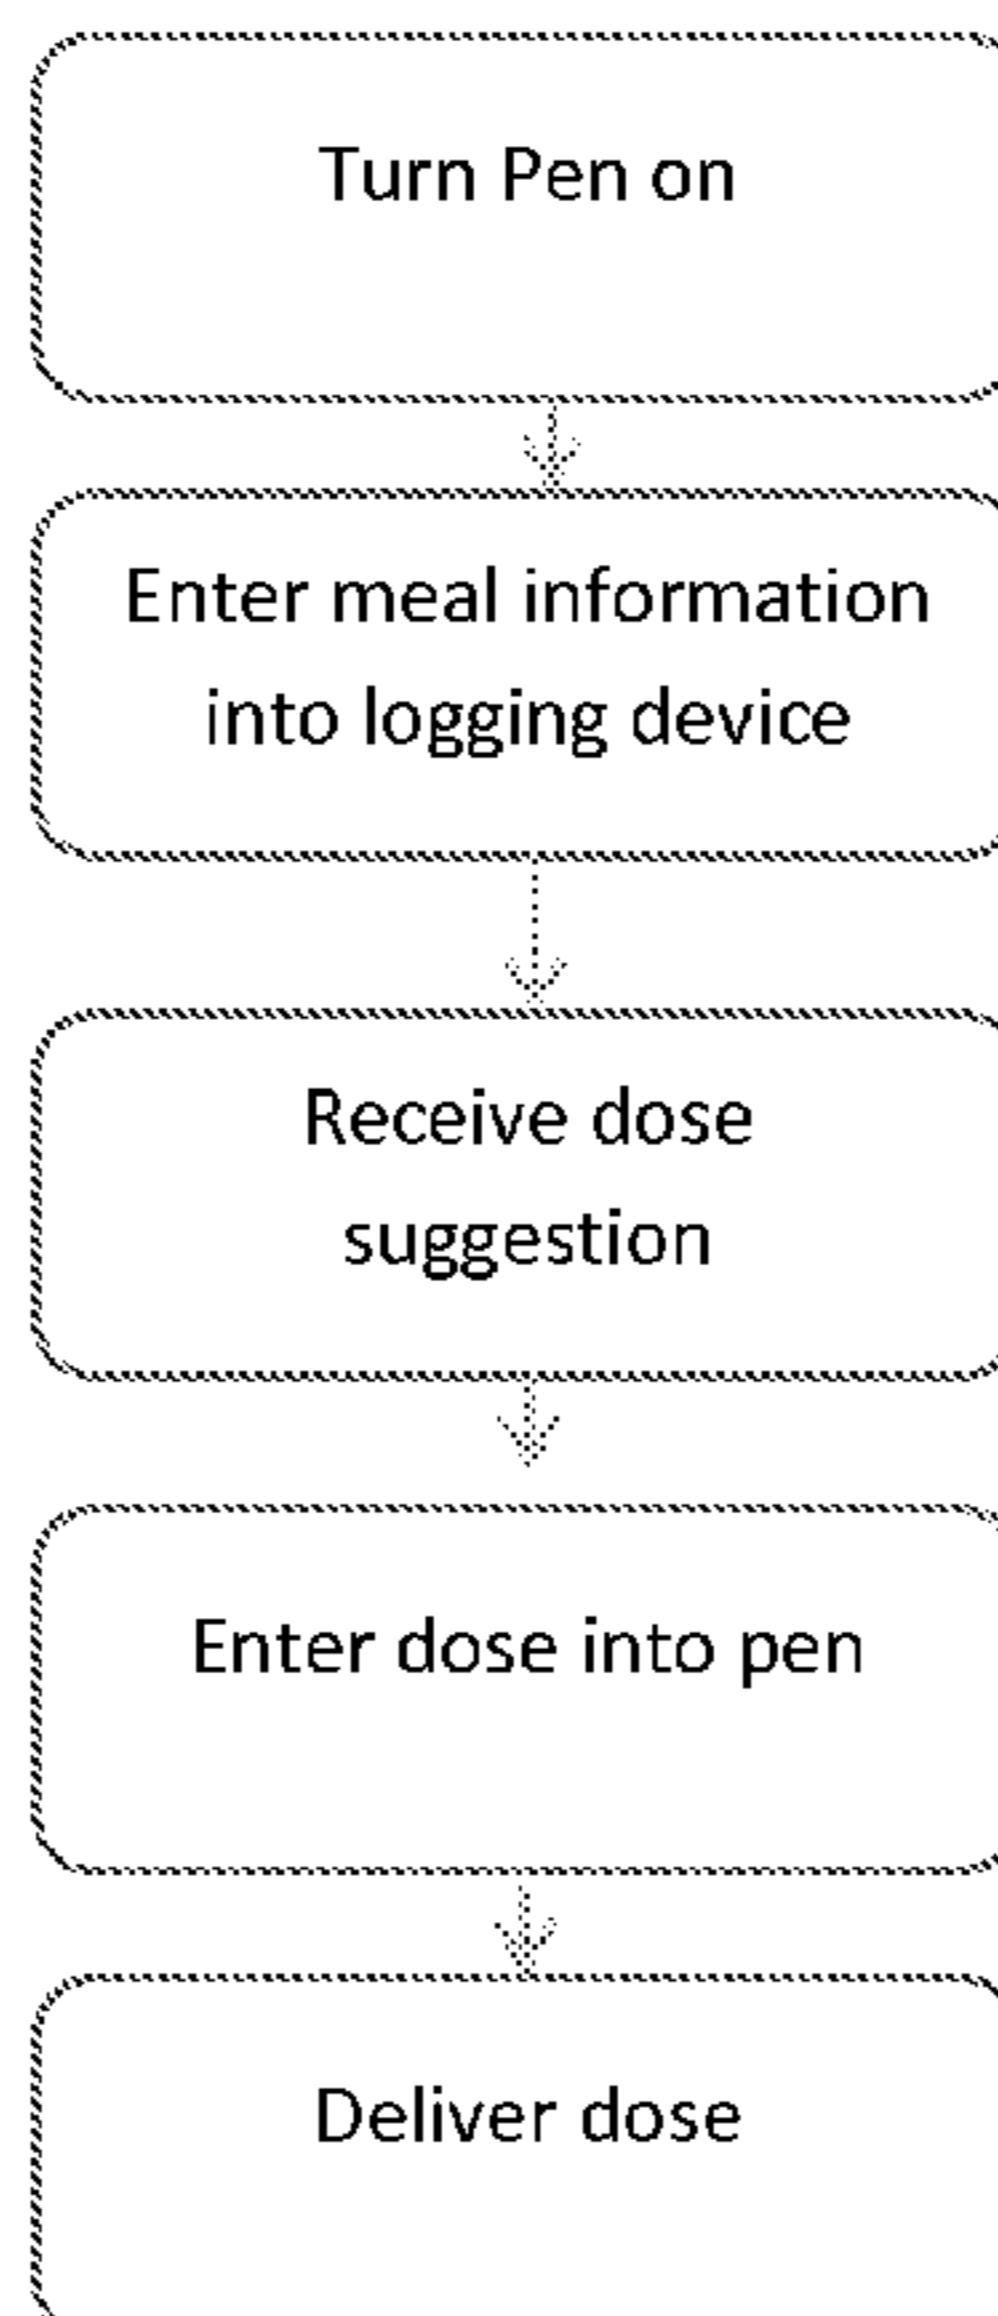 Turn Pen on
Enter meal information
into logging device
Receive dose
suggestion
Enter dose into pen
Deliver dose